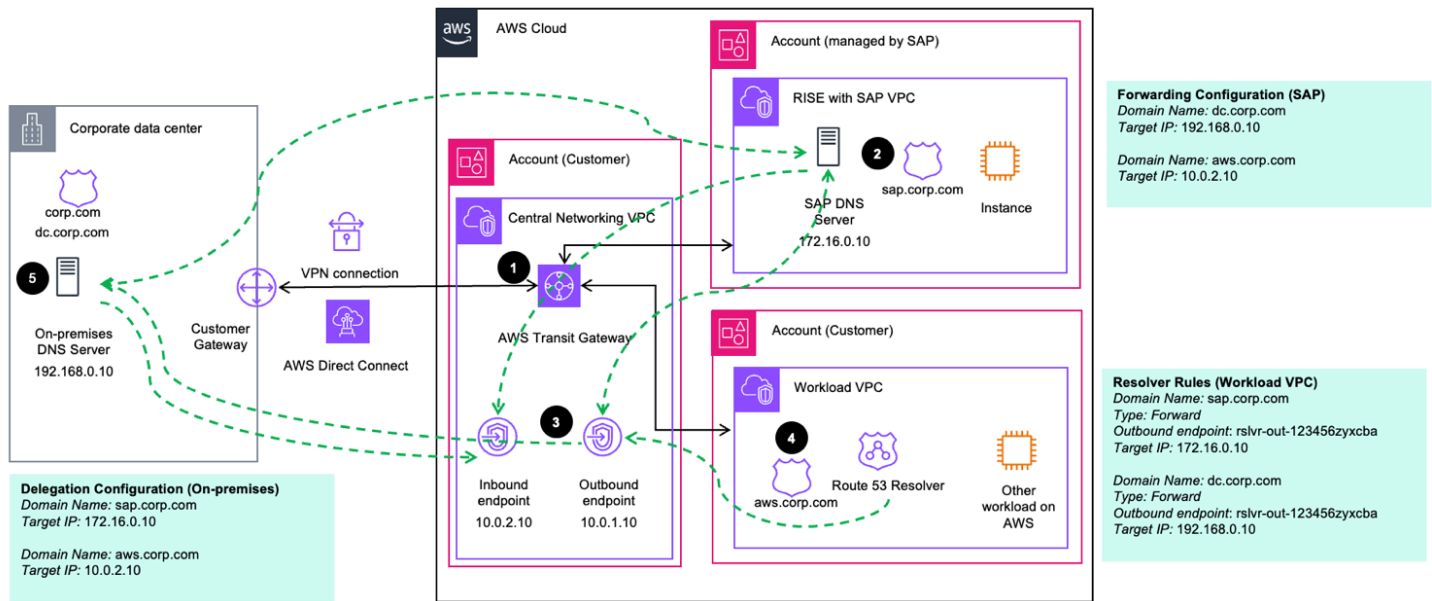 aws
AWS Cloud
Account (managed by SAP)
RISE with SAP VPC
2
sap.corp.com
SAP DNS
Server
172.16.0.10
Instance
Forwarding Configuration (SAP)
Domain Name: dc.corp.com
Target IP: 192.168.0.10
Domain Name: aws.corp.com
Target IP: 10.0.2.10
Corporate data center
corp.com
dc.corp.com
5
On-premises
DNS Server
192.168.0.10
VPN connection
Customer
Gateway
AWS Direct Connect
Account (Customer)
Central Networking VPC
1
AWS Transit Gateway
3
Inbound
endpoint
10.0.2.10
Outbound
endpoint
10.0.1.10
Account (Customer)
Workload VPC
4
aws.corp.com
Route 53 Resolver
Other
workload on
AWS
Resolver Rules (Workload VPC)
Domain Name: sap.corp.com
Type: Forward
Outbound endpoint: rslvr-out-123456zyxcba
Target IP: 172.16.0.10
Domain Name: dc.corp.com
Type: Forward
Outbound endpoint: rslvr-out-123456zyxcba
Target IP: 192.168.0.10
Delegation Configuration (On-premises)
Domain Name: sap.corp.com
Target IP: 172.16.0.10
Domain Name: aws.corp.com
Target IP: 10.0.2.10